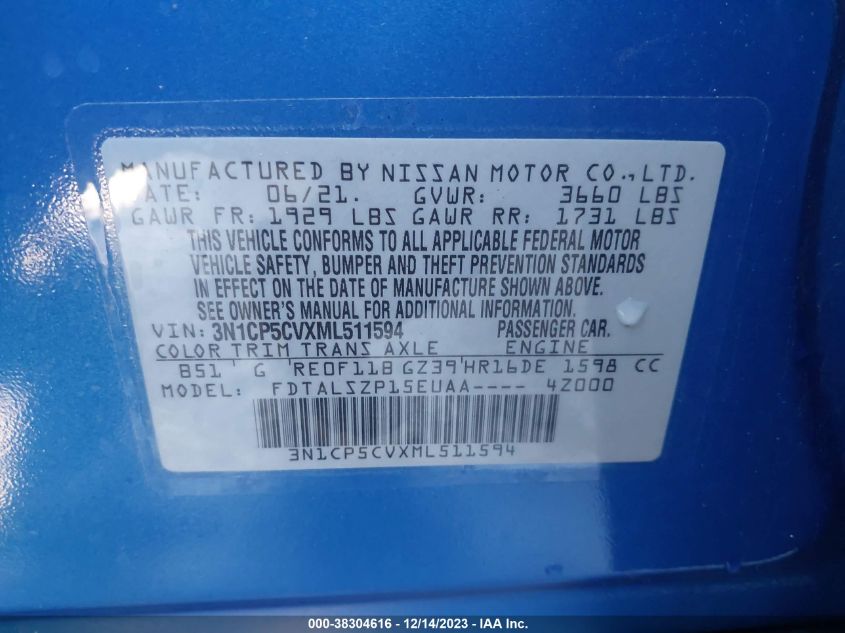 MANUFACTURED BY NISSAN MOTOR CO.,LTD.
DATE: 06/21. GVWR: 3660 LBS
GAWR FR: 1929 LBS GAWR RR: 1731 LBS
THIS VEHICLE CONFORMS TO ALL APPLICABLE FEDERAL MOTOR
VEHICLE SAFETY, BUMPER AND THEFT PREVENTION STANDARDS
IN EFFECT ON THE DATE OF MANUFACTURE SHOWN ABOVE.
SEE OWNER'S MANUAL FOR ADDITIONAL INFORMATION.
VIN: 3N1CP5CVXML511594 PASSENGER CAR.
COLOR TRIM TRANS AXLE ENGINE
B51 G RE0F11B GZ39 HR16DE 1598 CC
MODEL: FDTALSZP15EUAA---- 4Z000
3N1CP5CVXML511594
000-38304616 - 12/14/2023 - IAA Inc.